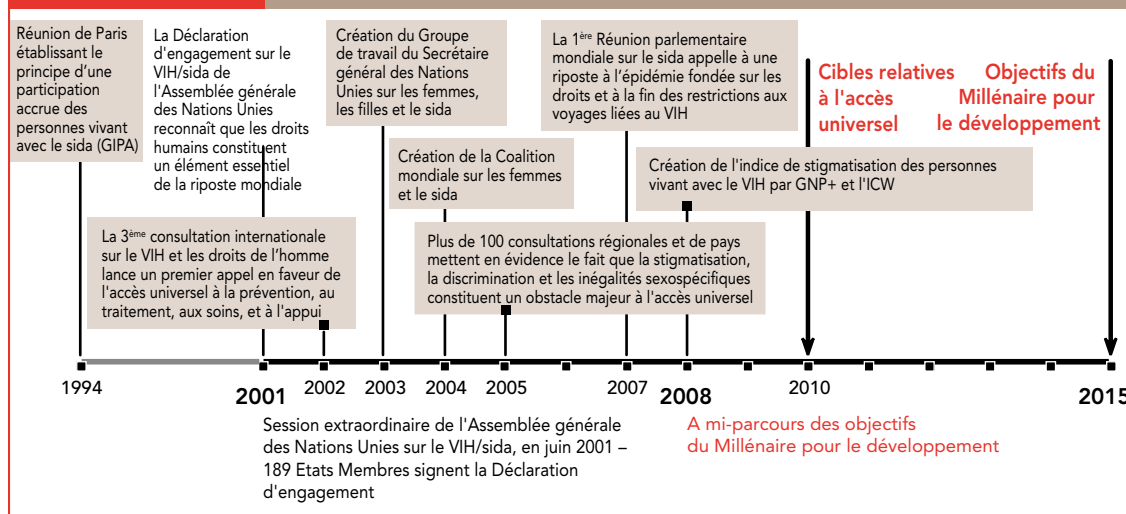 Réunion de Paris
établissant le
principe d'une
participation
accrue des
personnes vivant
avec le sida (GIPA)
La Déclaration
d'engagement sur le
VIH/sida de
l'Assemblée générale
des Nations Unies
reconnaît que les droits
humains constituent
un élément essentiel
de la riposte mondiale
Création du Groupe
de travail du Secrétaire
général des Nations
Unies sur les femmes,
les filles et le sida
La 1ère Réunion parlementaire
mondiale sur le sida appelle à une
riposte à l'épidémie fondée sur les
droits et à la fin des restrictions aux
voyages liées au VIH
Cibles relatives
à l'accès
universel
Objectifs du
Millénaire pour
le développement
Création de la Coalition
mondiale sur les femmes
et le sida
Création de l'indice de stigmatisation des personnes
vivant avec le VIH par GNP+ et l'ICW
La 3ème consultation internationale
sur le VIH et les droits de l'homme
lance un premier appel en faveur de
l'accès universel à la prévention, au
traitement, aux soins, et à l'appui
Plus de 100 consultations régionales et de pays
mettent en évidence le fait que la stigmatisation,
la discrimination et les inégalités sexospécifiques
constituent un obstacle majeur à l'accès universel
1994 2001 2002 2003 2004 2005 2007 2008 2010 2015
Session extraordinaire de l'Assemblée générale
des Nations Unies sur le VIH/sida, en juin 2001 –
189 Etats Membres signent la Déclaration
d'engagement
A mi-parcours des objectifs
du Millénaire pour le développement